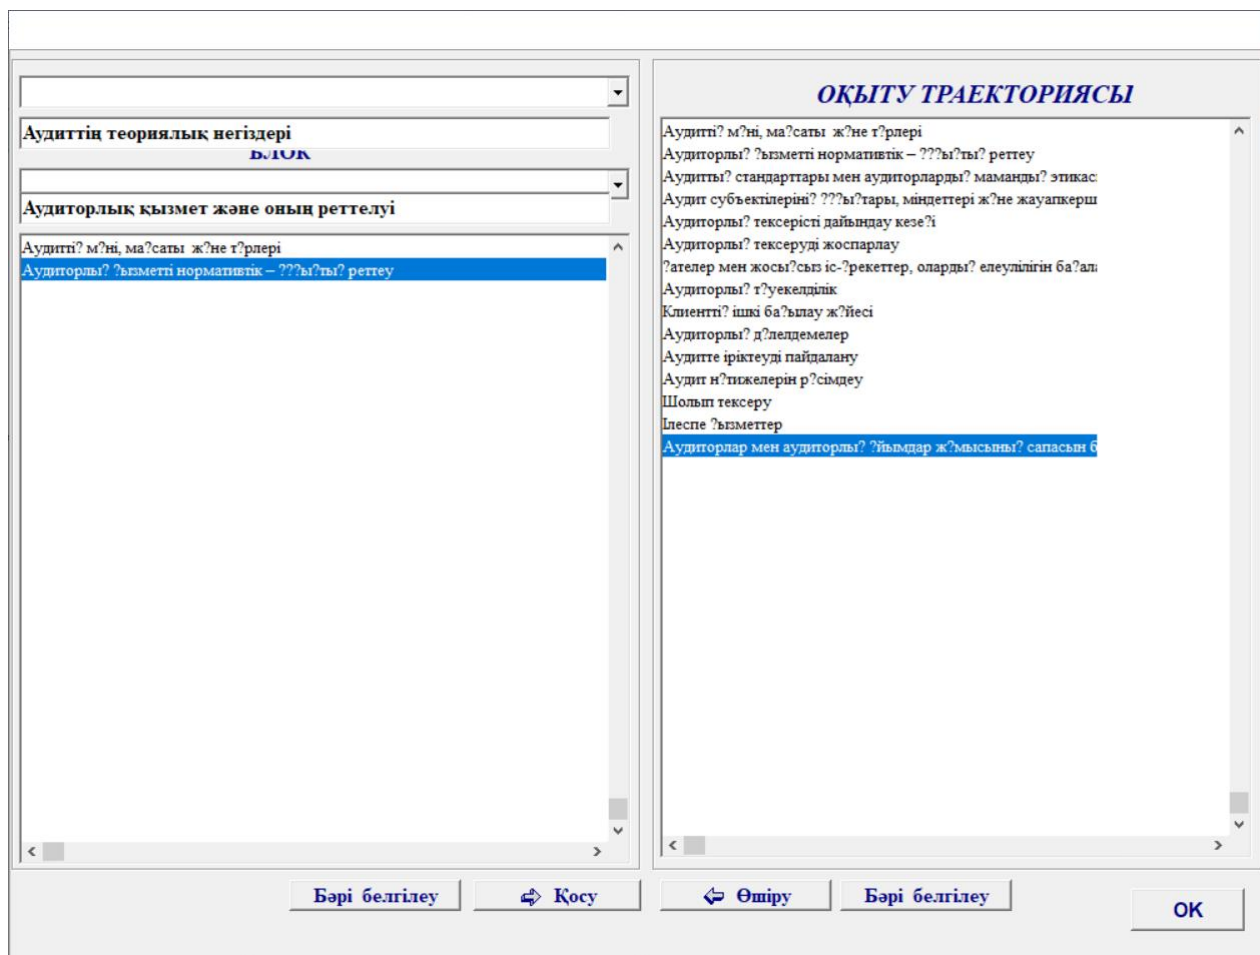 Аудиттің теориялық негіздері
БЛОК
Аудиторлық қызмет және оның реттелуі
Аудитті? м?ні, ма?саты ж?не т?рлері
Аудиторлы? ?ызметті нормативтік – ???ы?ты? реттеу
ОҚЫТУ ТРАЕКТОРИЯСЫ
Аудитті? м?ні, ма?саты ж?не т?рлері
Аудиторлы? ?ызметті нормативтік – ???ы?ты? реттеу
Аудитты? стандарттары мен аудиторларды? маманды? этикас
Аудит субъектілеріні? ???ы?тары, міндеттері ж?не жауапкерш
Аудиторлы? тексерісті дайындау кезе?і
Аудиторлы? тексеруді жоспарлау
?ателер мен жосы?сыз іс-?рекеттер, оларды? елеулілігін ба?ал
Аудиторлы? т?уекелділік
Клиентті? ішкі ба?ылау ж?йесі
Аудиторлы? д?лелдемелер
Аудитте іріктеуді пайдалану
Аудит н?тижелерін р?сімдеу
Шолып тексеру
Ілеспе ?ызметтер
Аудиторлар мен аудиторлы? ?йымдар ж?мысыны? сапасын б
Бәрі белгілеу
Қосу
Өшіру
Бәрі белгілеу
OK